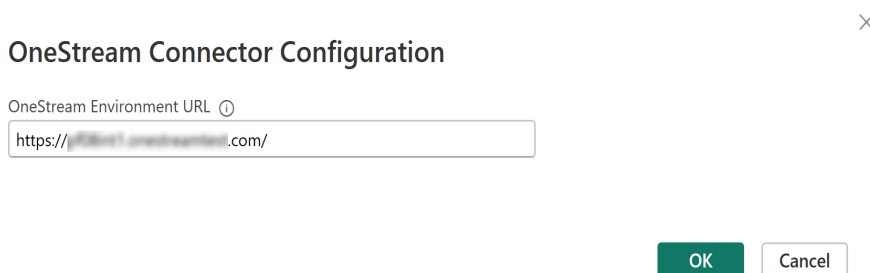 OneStream Connector Configuration
OneStream Environment URL
https:// .com/
OK
Cancel